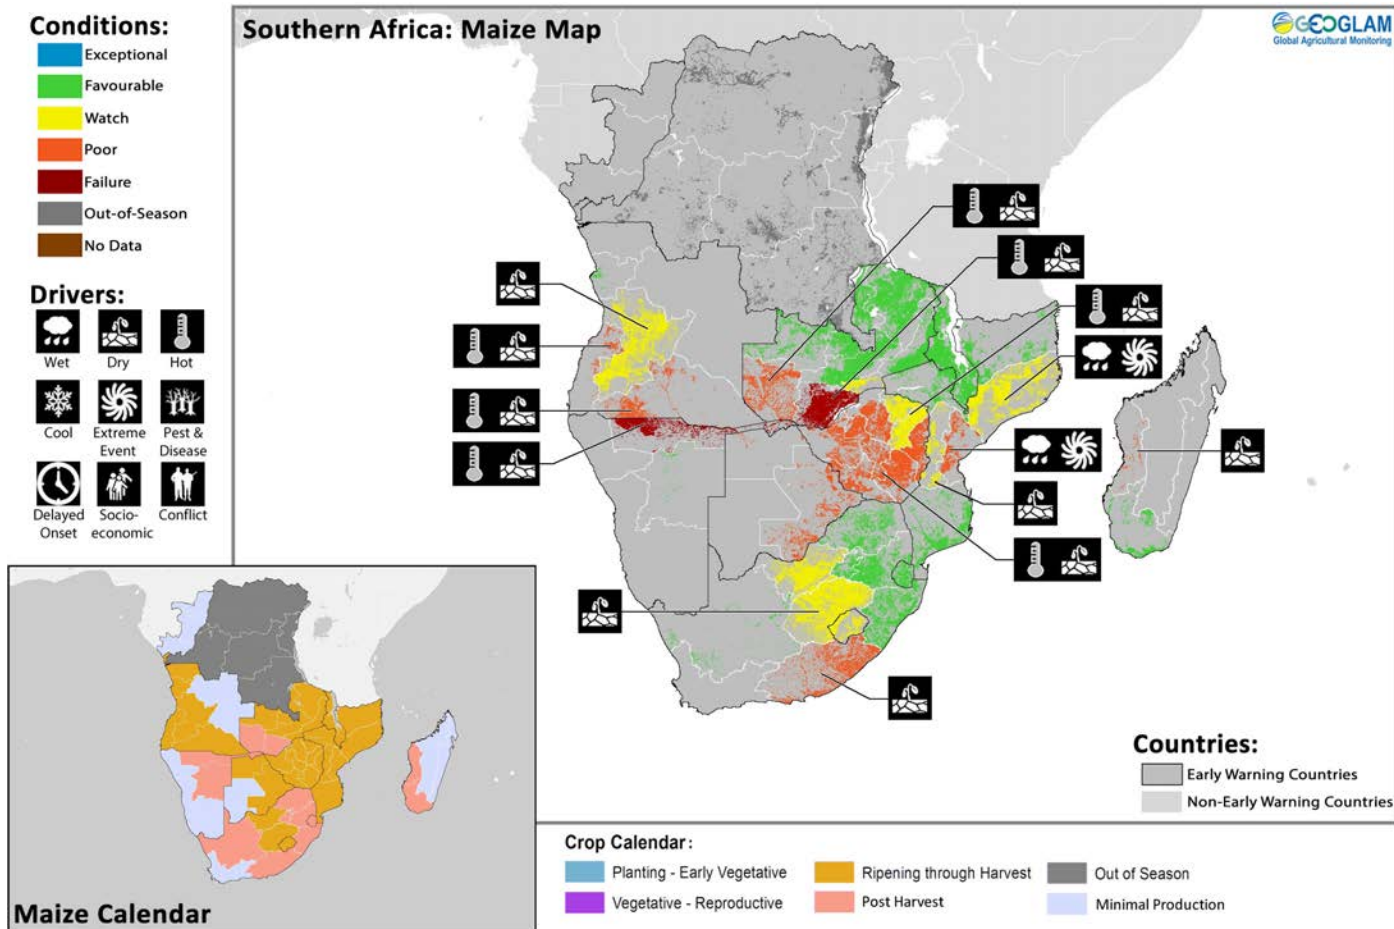 Conditions:
Exceptional
Favourable
Watch
Poor
Failure
Out-of-Season
No Data
Drivers:
Wet
Dry
Hot
Cool
Extreme
Event
Pest &
Disease
Delayed
Onset
Socio-
economic
Conflict
Southern Africa: Maize Map
GEOGLAM
Global Agricultural Monitoring
Countries:
Early Warning Countries
Non-Early Warning Countries
Maize Calendar
Crop Calendar:
Planting - Early Vegetative
Ripening through Harvest
Out of Season
Vegetative - Reproductive
Post Harvest
Minimal Production